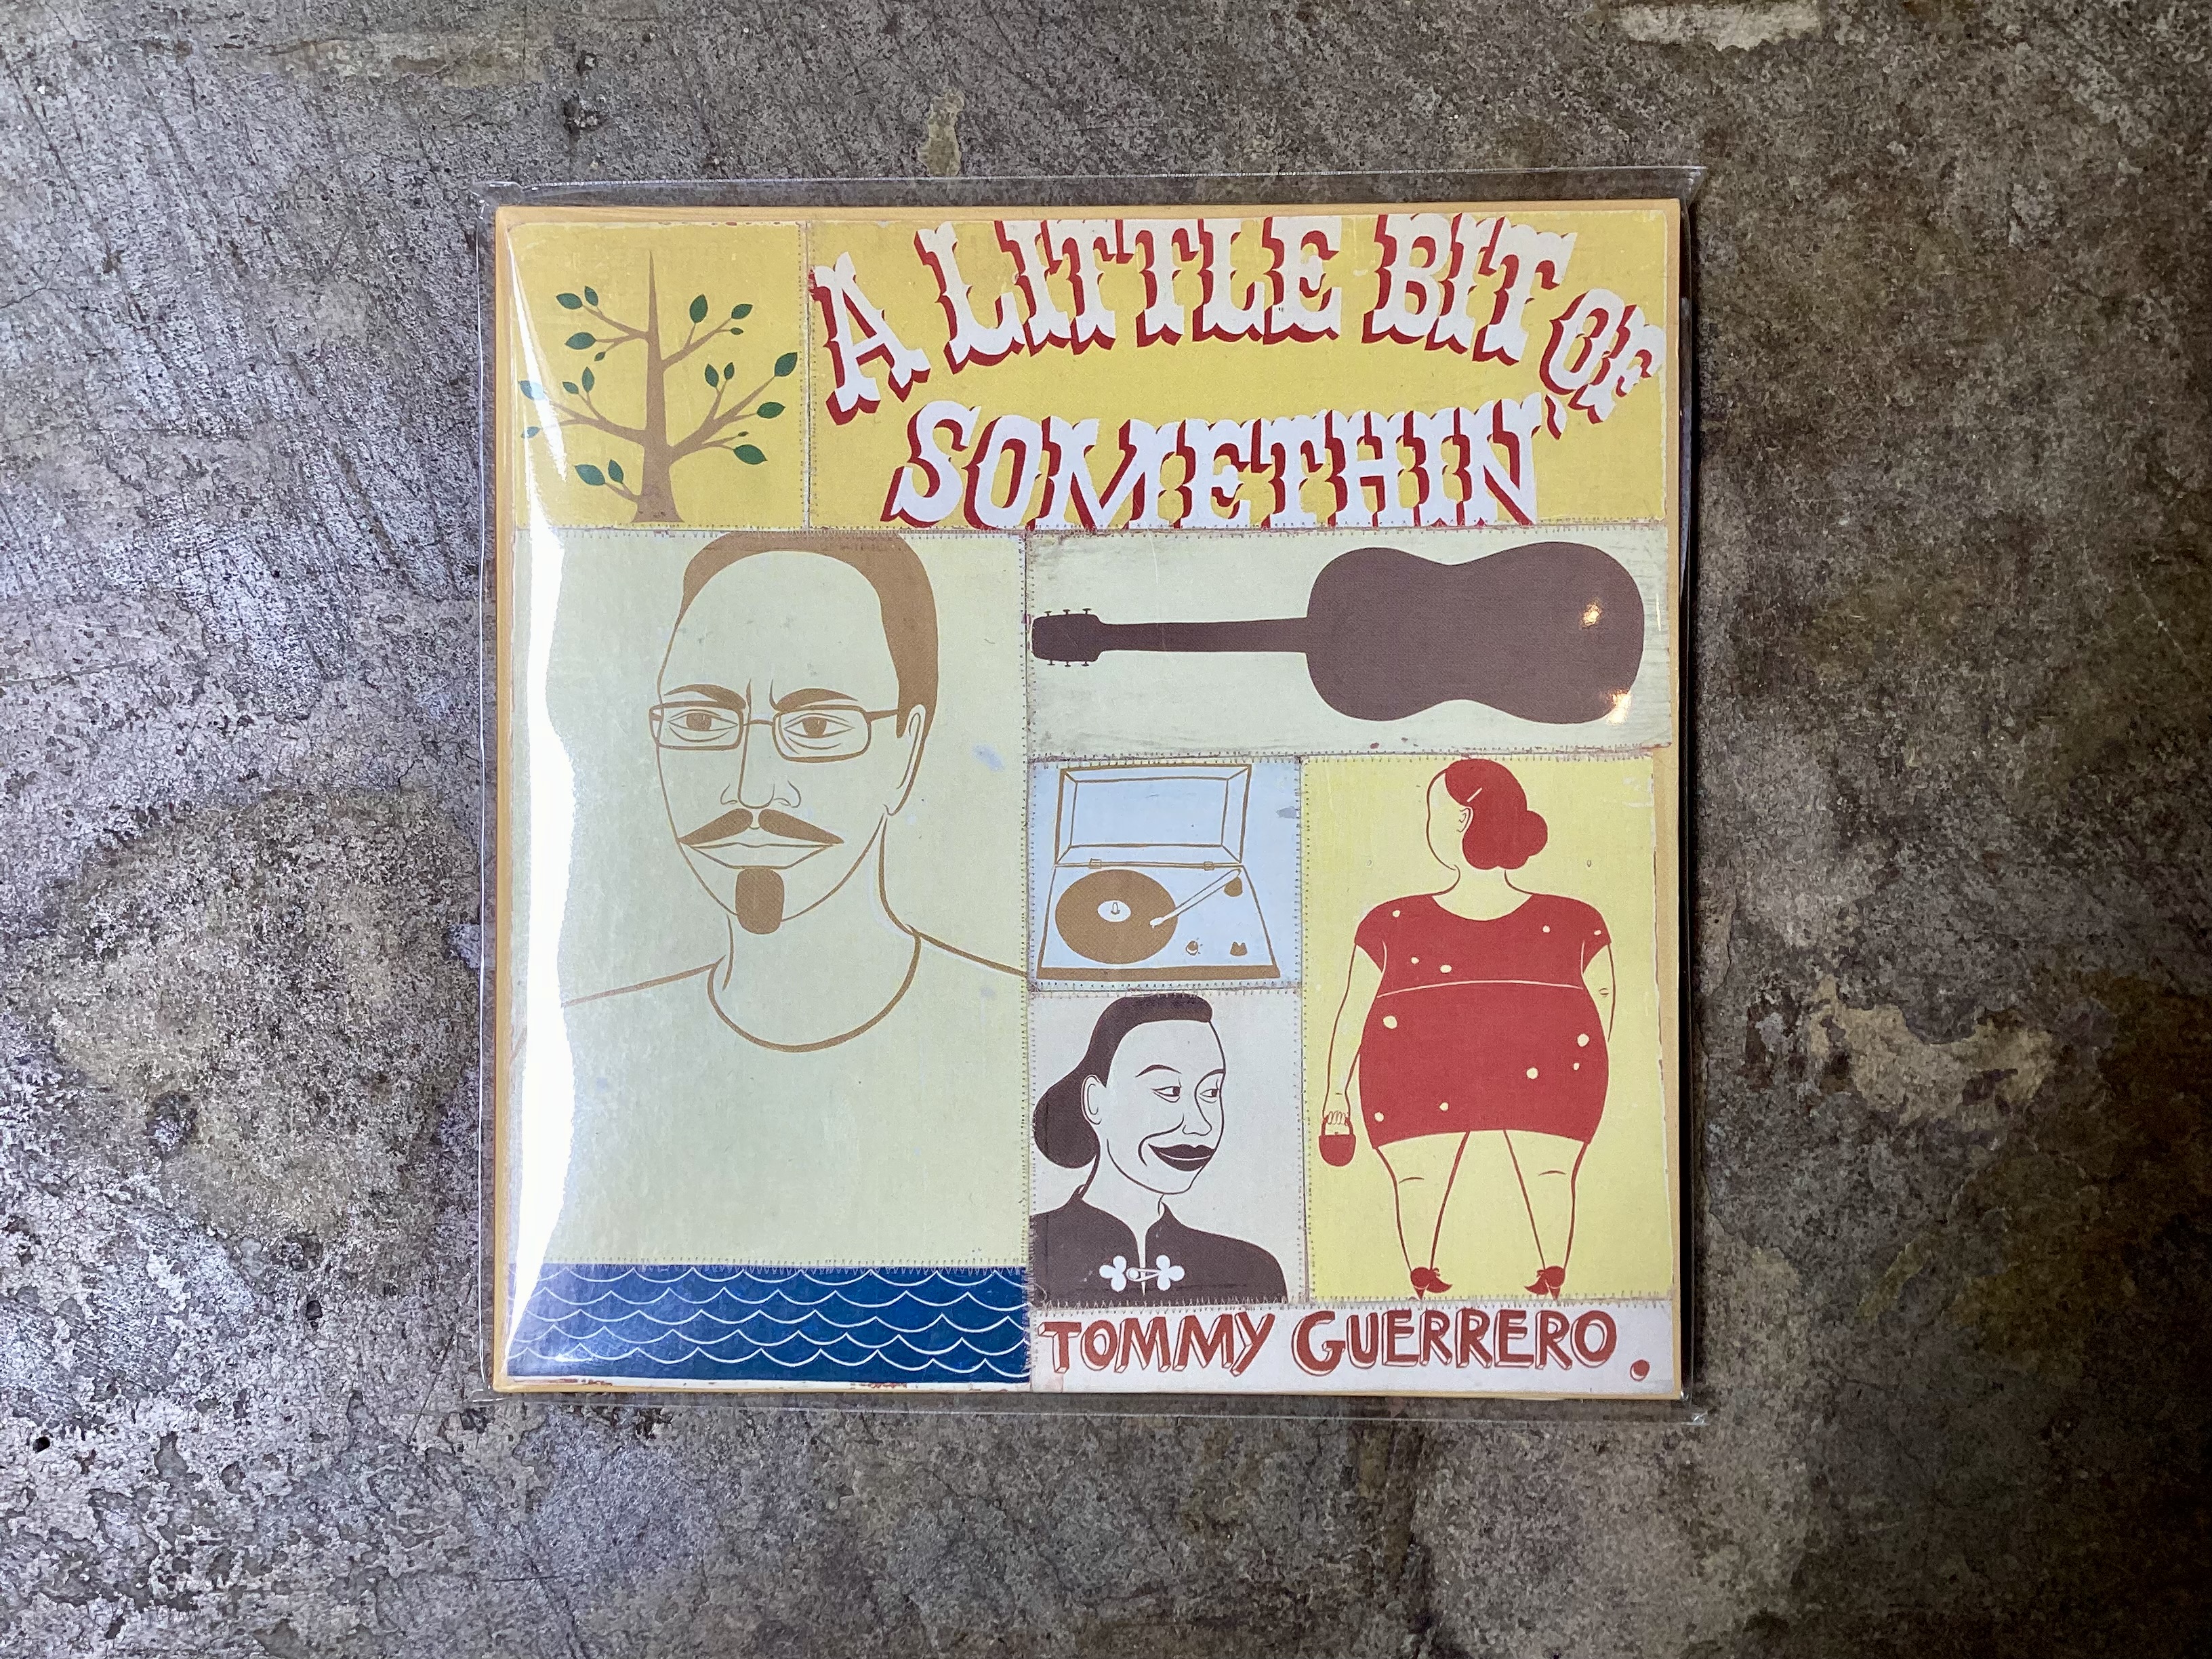 A LITTLE BIT OF
SOMETHIN'
TOMMY GUERRERO.